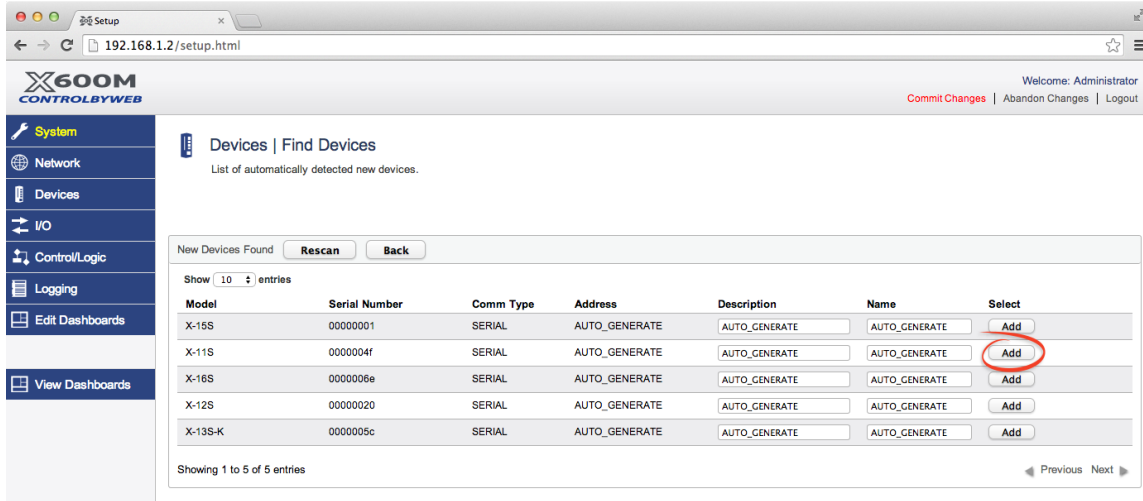 Setup
192.168.1.2/setup.html
X600M
CONTROLBYWEB
Welcome: Administrator
Commit Changes | Abandon Changes | Logout
System
Network
Devices
I/O
Control/Logic
Logging
Edit Dashboards
View Dashboards
Devices | Find Devices
List of automatically detected new devices.
New Devices Found Rescan Back
Show 10 entries
Model Serial Number Comm Type Address Description Name Select
X-15S 00000001 SERIAL AUTO_GENERATE AUTO_GENERATE AUTO_GENERATE Add
X-11S 0000004f SERIAL AUTO_GENERATE AUTO_GENERATE AUTO_GENERATE Add
X-16S 0000006e SERIAL AUTO_GENERATE AUTO_GENERATE AUTO_GENERATE Add
X-12S 00000020 SERIAL AUTO_GENERATE AUTO_GENERATE AUTO_GENERATE Add
X-13S-K 0000005c SERIAL AUTO_GENERATE AUTO_GENERATE AUTO_GENERATE Add
Showing 1 to 5 of 5 entries
Previous Next